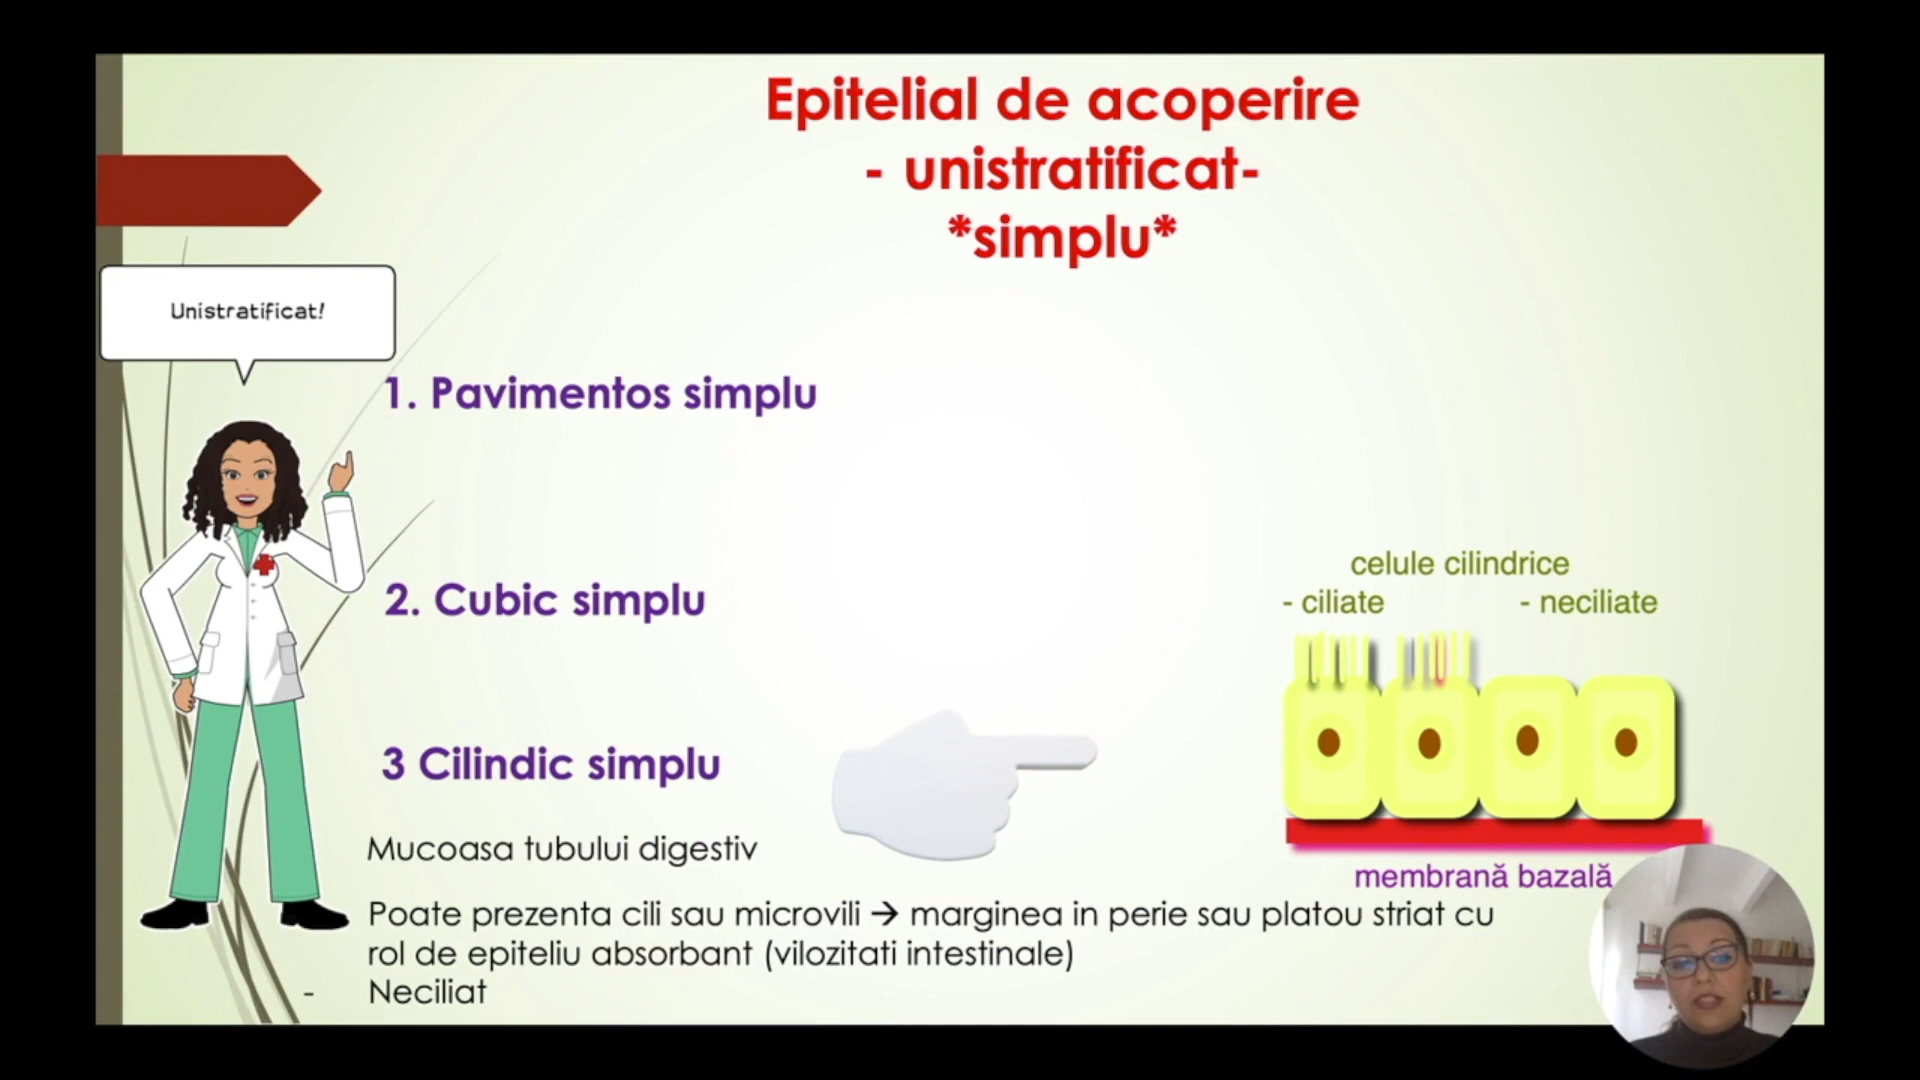 Epitelial de acoperire
- unistratificat-
*simplu*
Unistratificat!
1. Pavimentos simplu
2. Cubic simplu
3 Cilindic simplu
Mucoasa tubului digestiv
Poate prezenta cili sau microvili → marginea in perie sau platou striat cu
rol de epiteliu absorbant (vilozitati intestinale)
- Neciliat
celule cilindrice
- ciliate - neciliate
membrană bazală